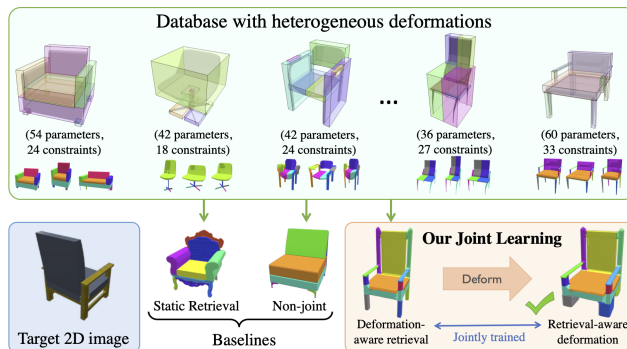 Database with heterogeneous deformations
...
(54 parameters,
24 constraints)
(42 parameters,
18 constraints)
(42 parameters,
24 constraints)
(36 parameters,
27 constraints)
(60 parameters,
33 constraints)
Target 2D image
Static Retrieval
Non-joint
Baselines
Our Joint Learning
Deform
Deformation-
aware retrieval
Jointly trained
Retrieval-aware
deformation